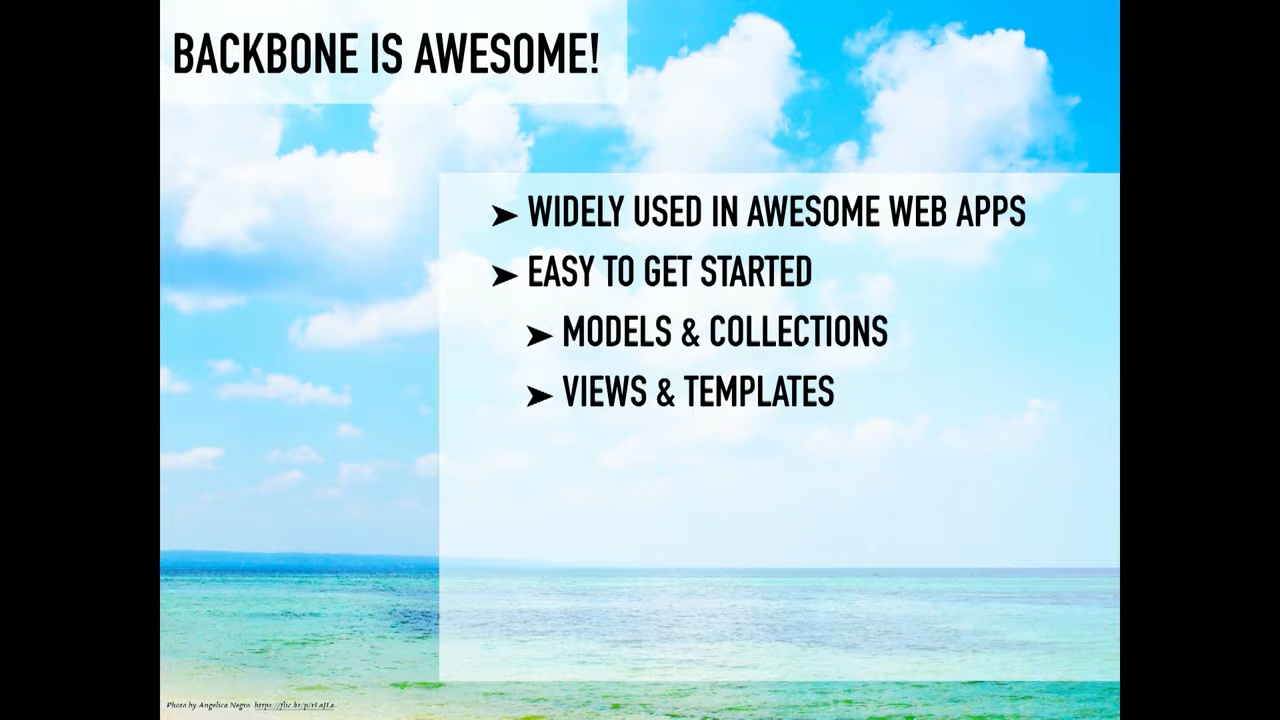 BACKBONE IS AWESOME!
➤ WIDELY USED IN AWESOME WEB APPS
➤ EASY TO GET STARTED
➤ MODELS & COLLECTIONS
➤ VIEWS & TEMPLATES
Photo by Angelica Negro